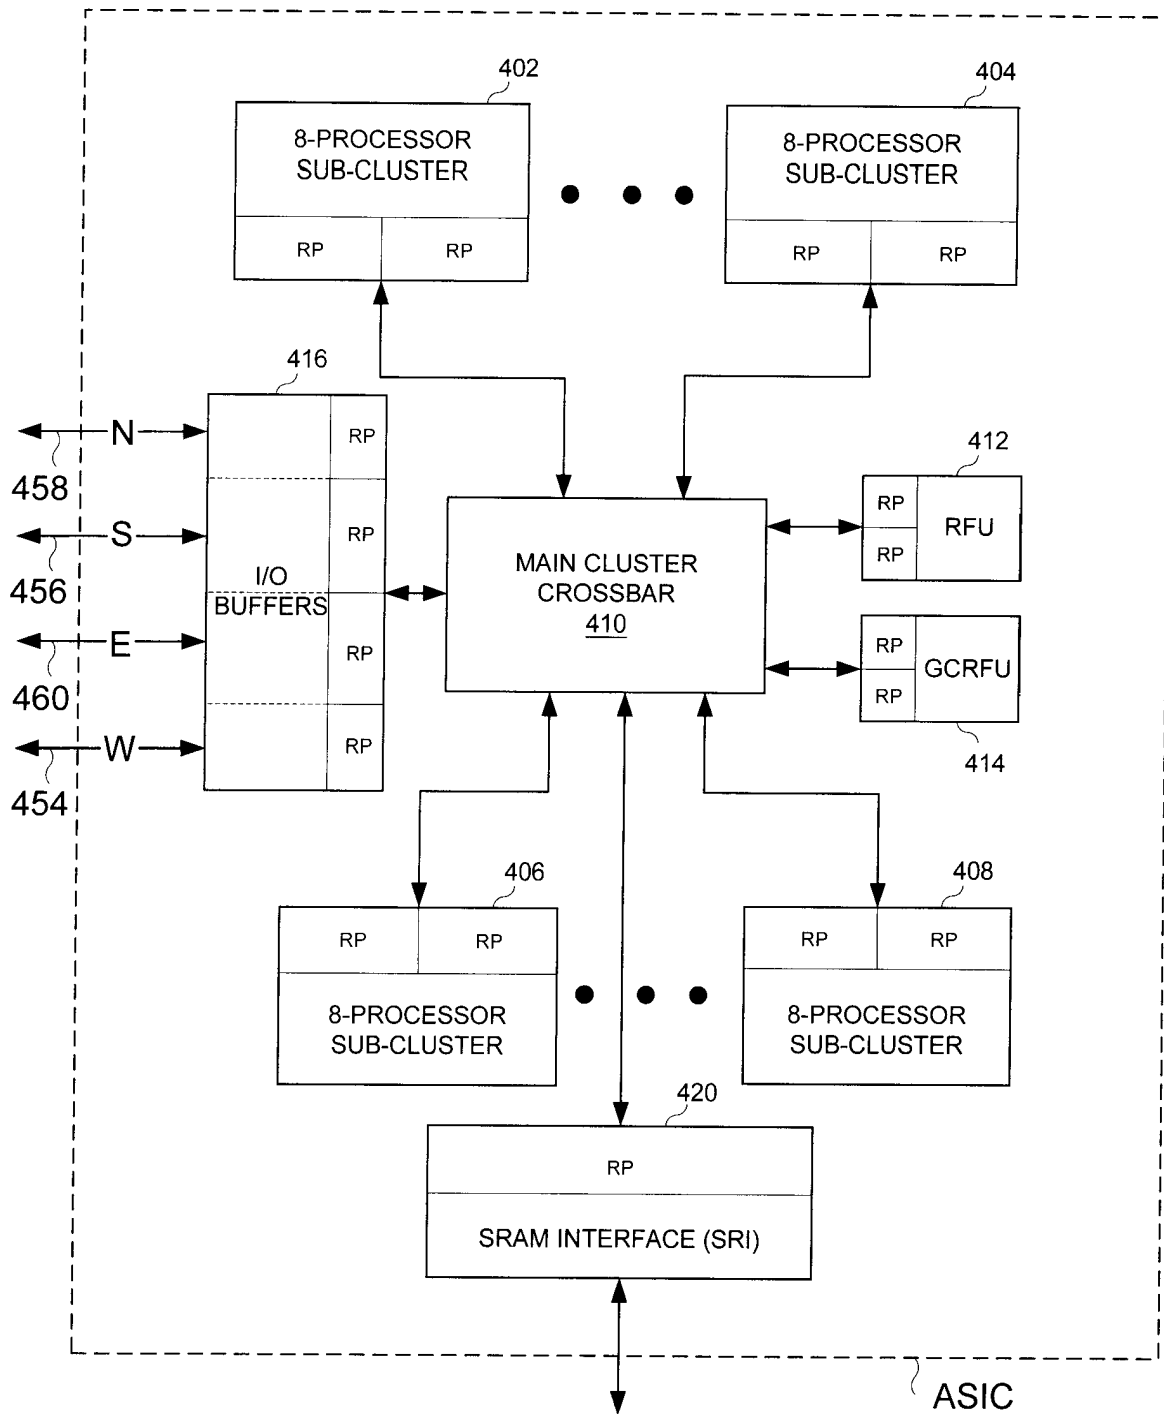 402
404
8-PROCESSOR
SUB-CLUSTER
RP
RP
8-PROCESSOR
SUB-CLUSTER
RP
RP
416
N
458
S
456
E
460
W
454
I/O
BUFFERS
RP
RP
RP
RP
MAIN CLUSTER
CROSSBAR
410
412
RP
RP
RFU
RP
RP
GCRFU
414
406
RP
RP
8-PROCESSOR
SUB-CLUSTER
408
RP
RP
8-PROCESSOR
SUB-CLUSTER
420
RP
SRAM INTERFACE (SRI)
ASIC